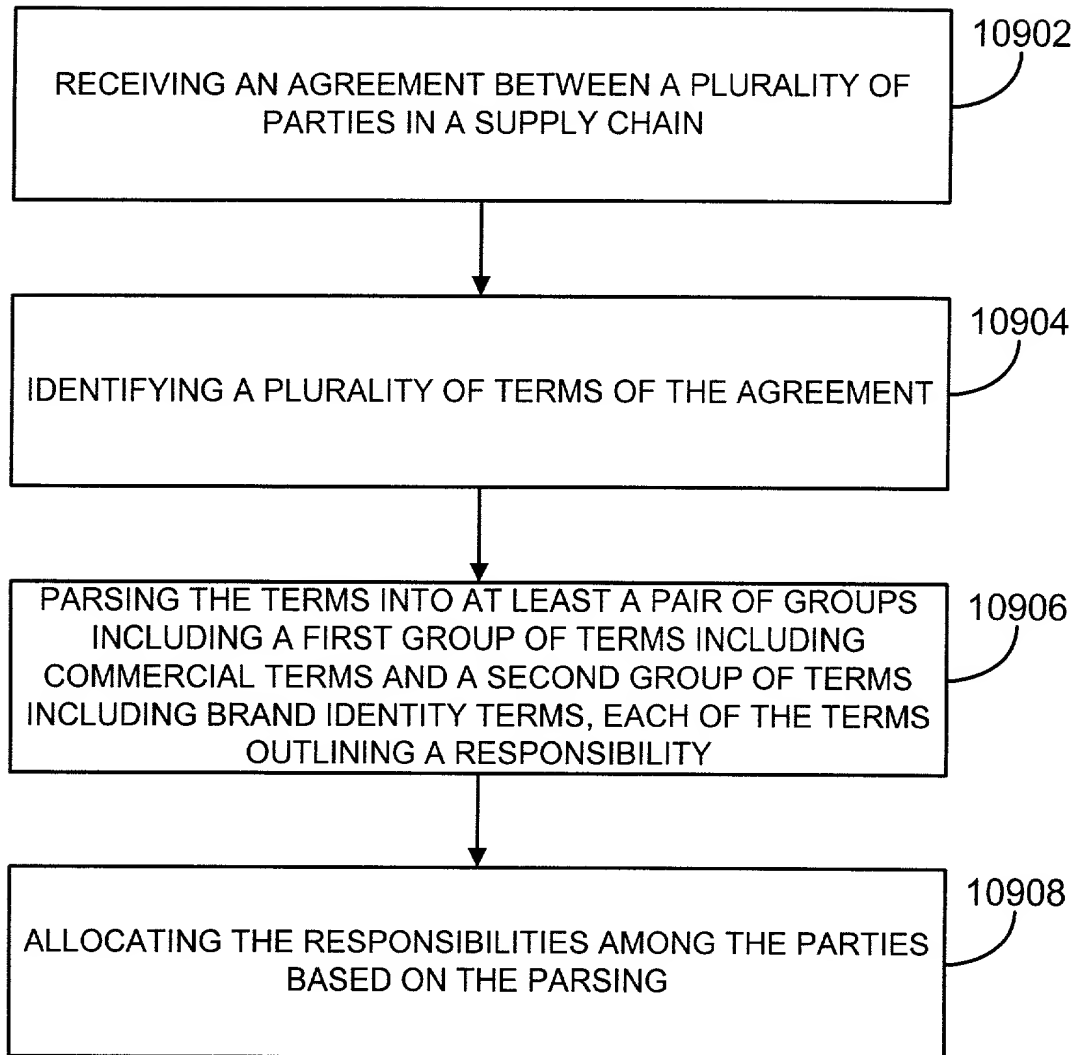 10902
RECEIVING AN AGREEMENT BETWEEN A PLURALITY OF
PARTIES IN A SUPPLY CHAIN
10904
IDENTIFYING A PLURALITY OF TERMS OF THE AGREEMENT
10906
PARSING THE TERMS INTO AT LEAST A PAIR OF GROUPS
INCLUDING A FIRST GROUP OF TERMS INCLUDING
COMMERCIAL TERMS AND A SECOND GROUP OF TERMS
INCLUDING BRAND IDENTITY TERMS, EACH OF THE TERMS
OUTLINING A RESPONSIBILITY
10908
ALLOCATING THE RESPONSIBILITIES AMONG THE PARTIES
BASED ON THE PARSING